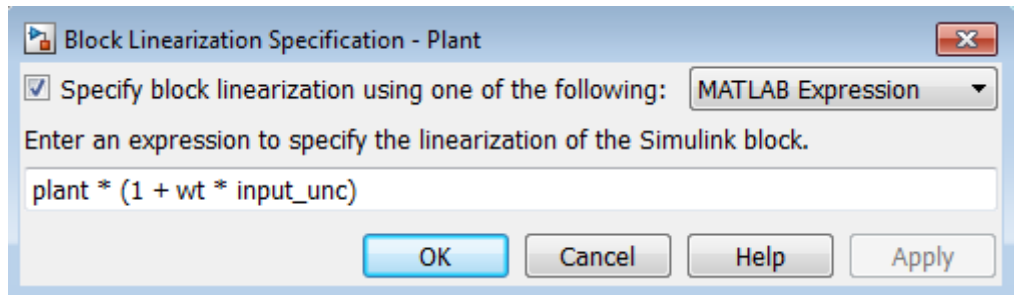 Block Linearization Specification - Plant
Specify block linearization using one of the following: MATLAB Expression
Enter an expression to specify the linearization of the Simulink block.
plant * (1 + wt * input_unc)
OK Cancel Help Apply